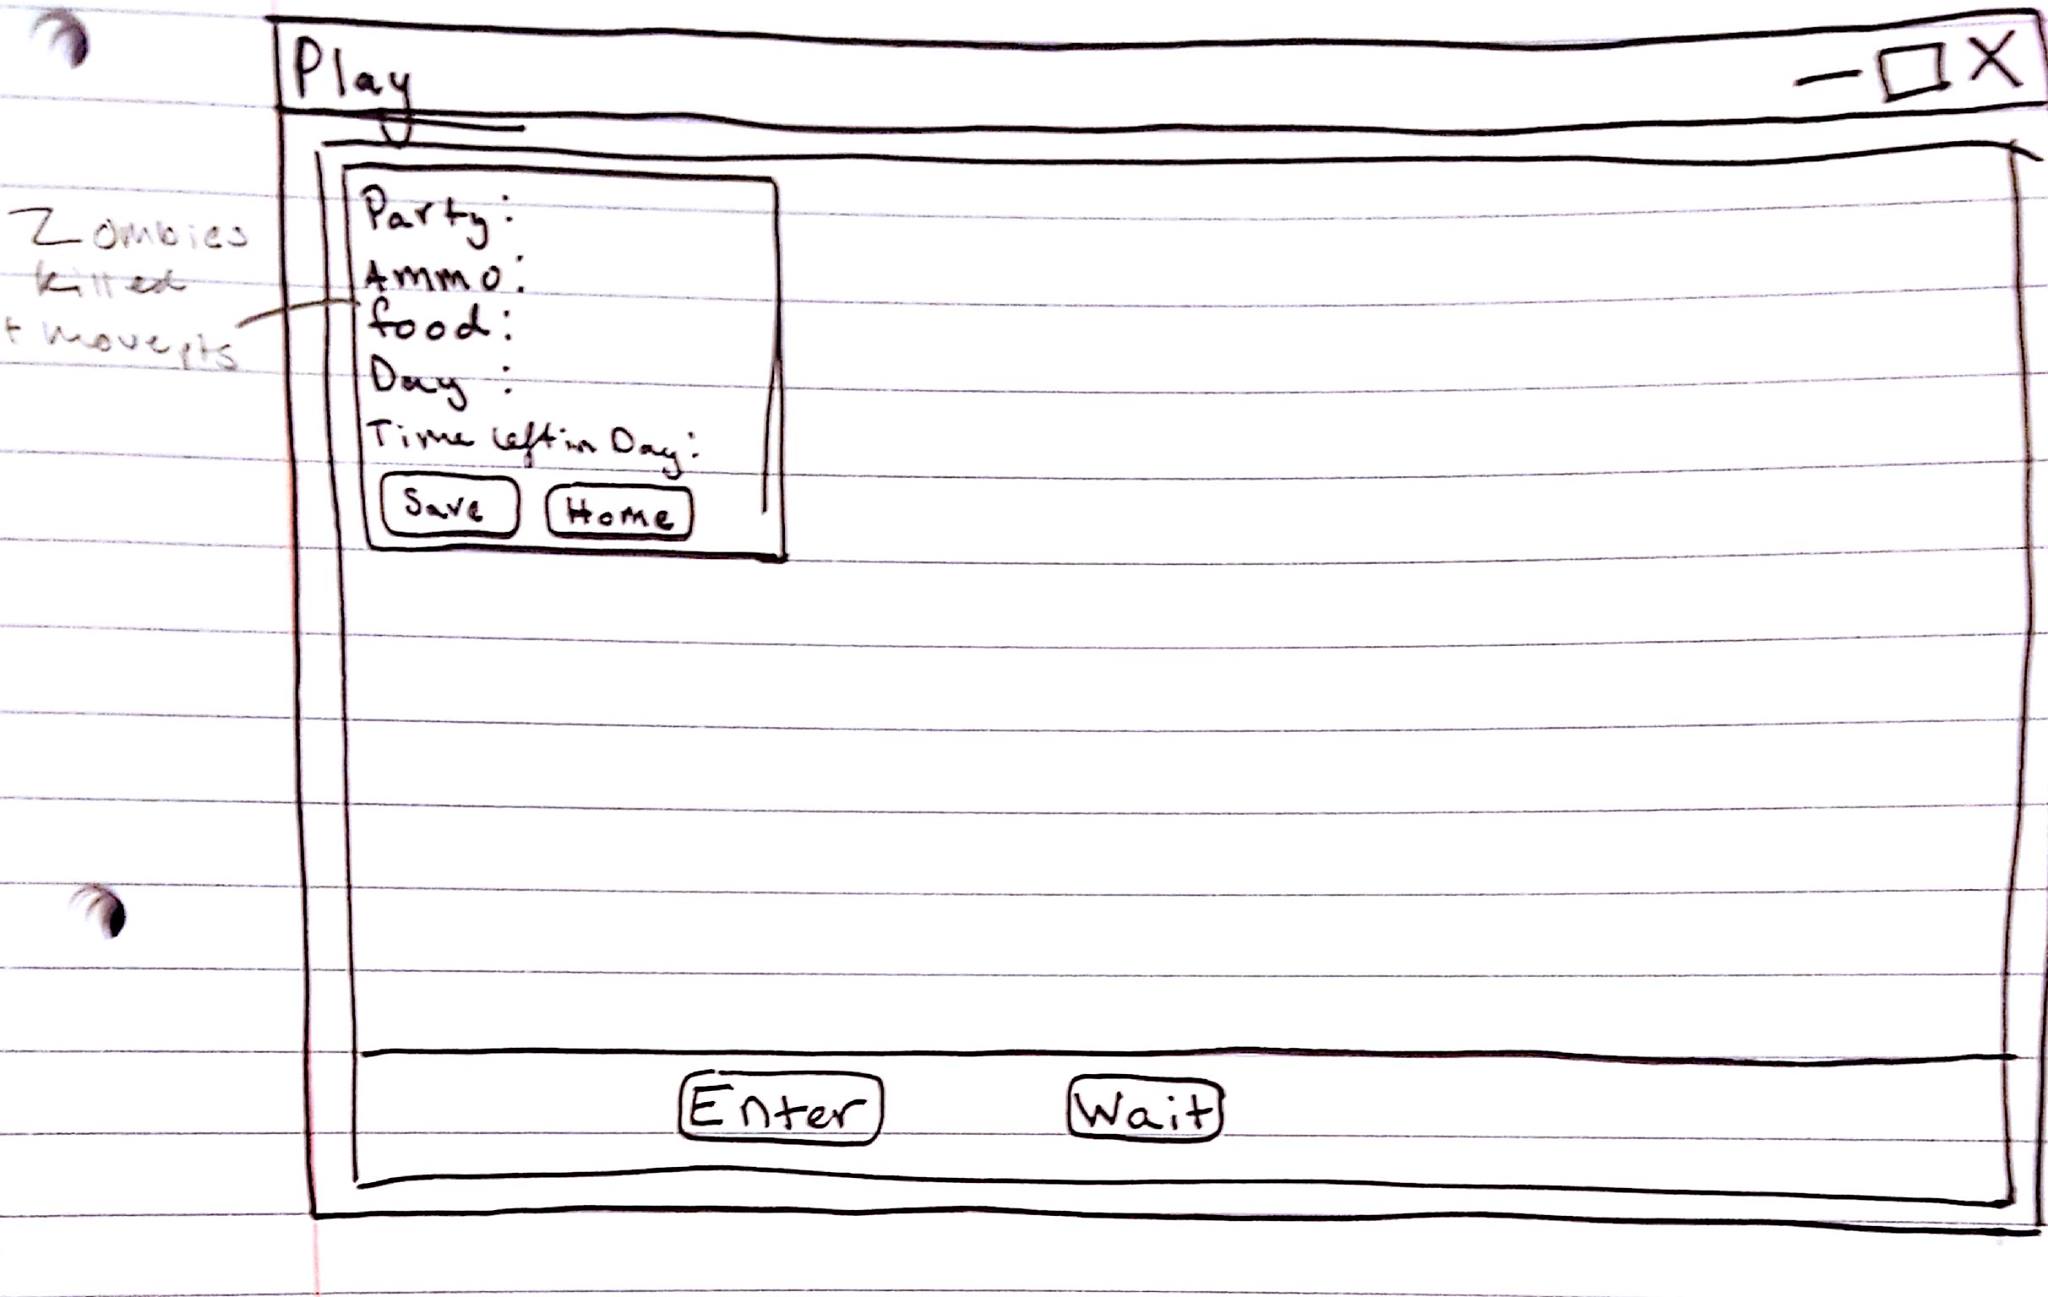 Play
Party:
Ammo:
food:
Day :
Time left in Day:
Save
Home
Zombies
killed
+ move pts
Enter
Wait